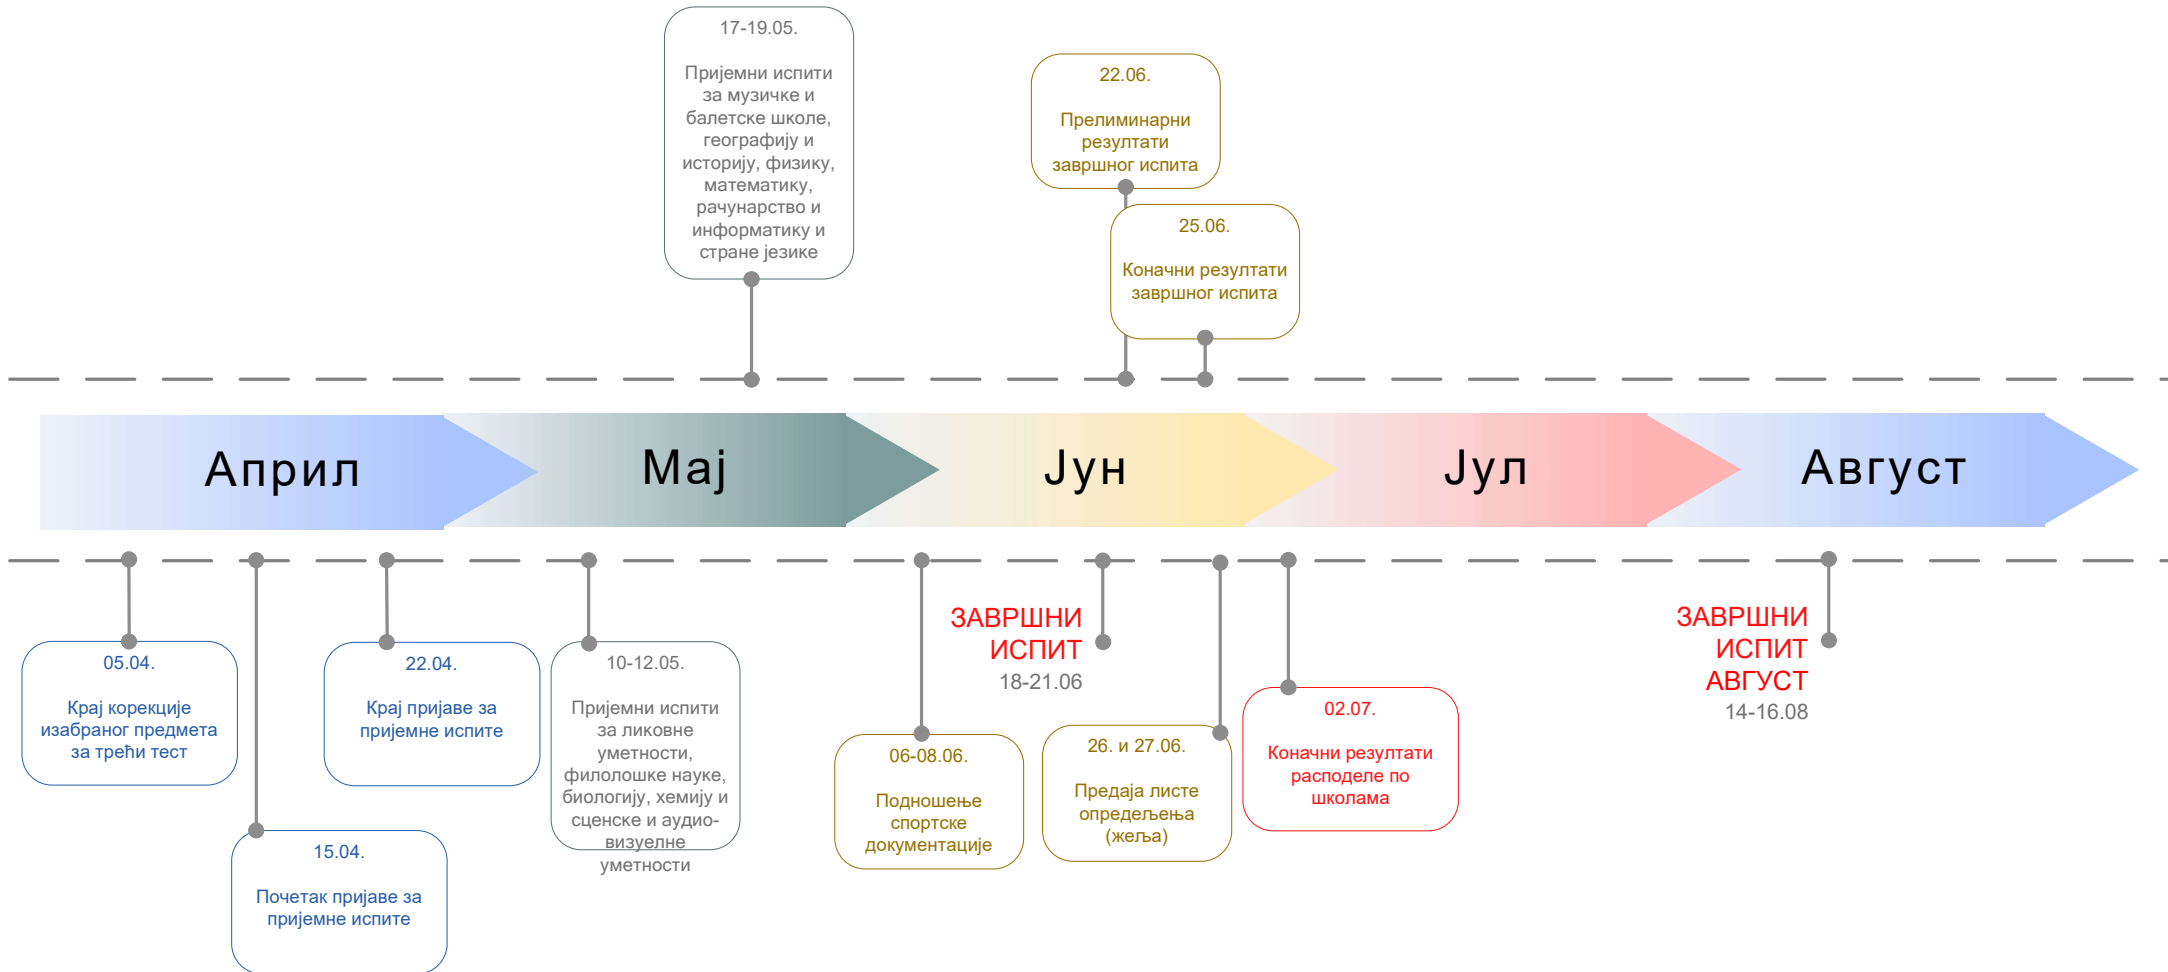 17-19.05.
Пријемни испити
за музичке и
балетске школе,
географију и
историју, физику,
математику,
рачунарство и
информатику и
стране језике
22.06.
Прелиминарни
резултати
завршног испита
25.06.
Коначни резултати
завршног испита
Април
Мај
Јун
Јул
Август
05.04.
Крај корекције
изабраног предмета
за трећи тест
15.04.
Почетак пријаве за
пријемне испите
22.04.
Крај пријаве за
пријемне испите
10-12.05.
Пријемни испити
за ликовне
уметности,
филолошке науке,
биологију, хемију и
сценске и аудио-
визуелне
уметности
06-08.06.
Подношење
спортске
документације
ЗАВРШНИ
ИСПИТ
18-21.06
26. и 27.06.
Предаја листе
опредељења
(жеља)
02.07.
Коначни резултати
расподеле по
школама
ЗАВРШНИ
ИСПИТ
АВГУСТ
14-16.08